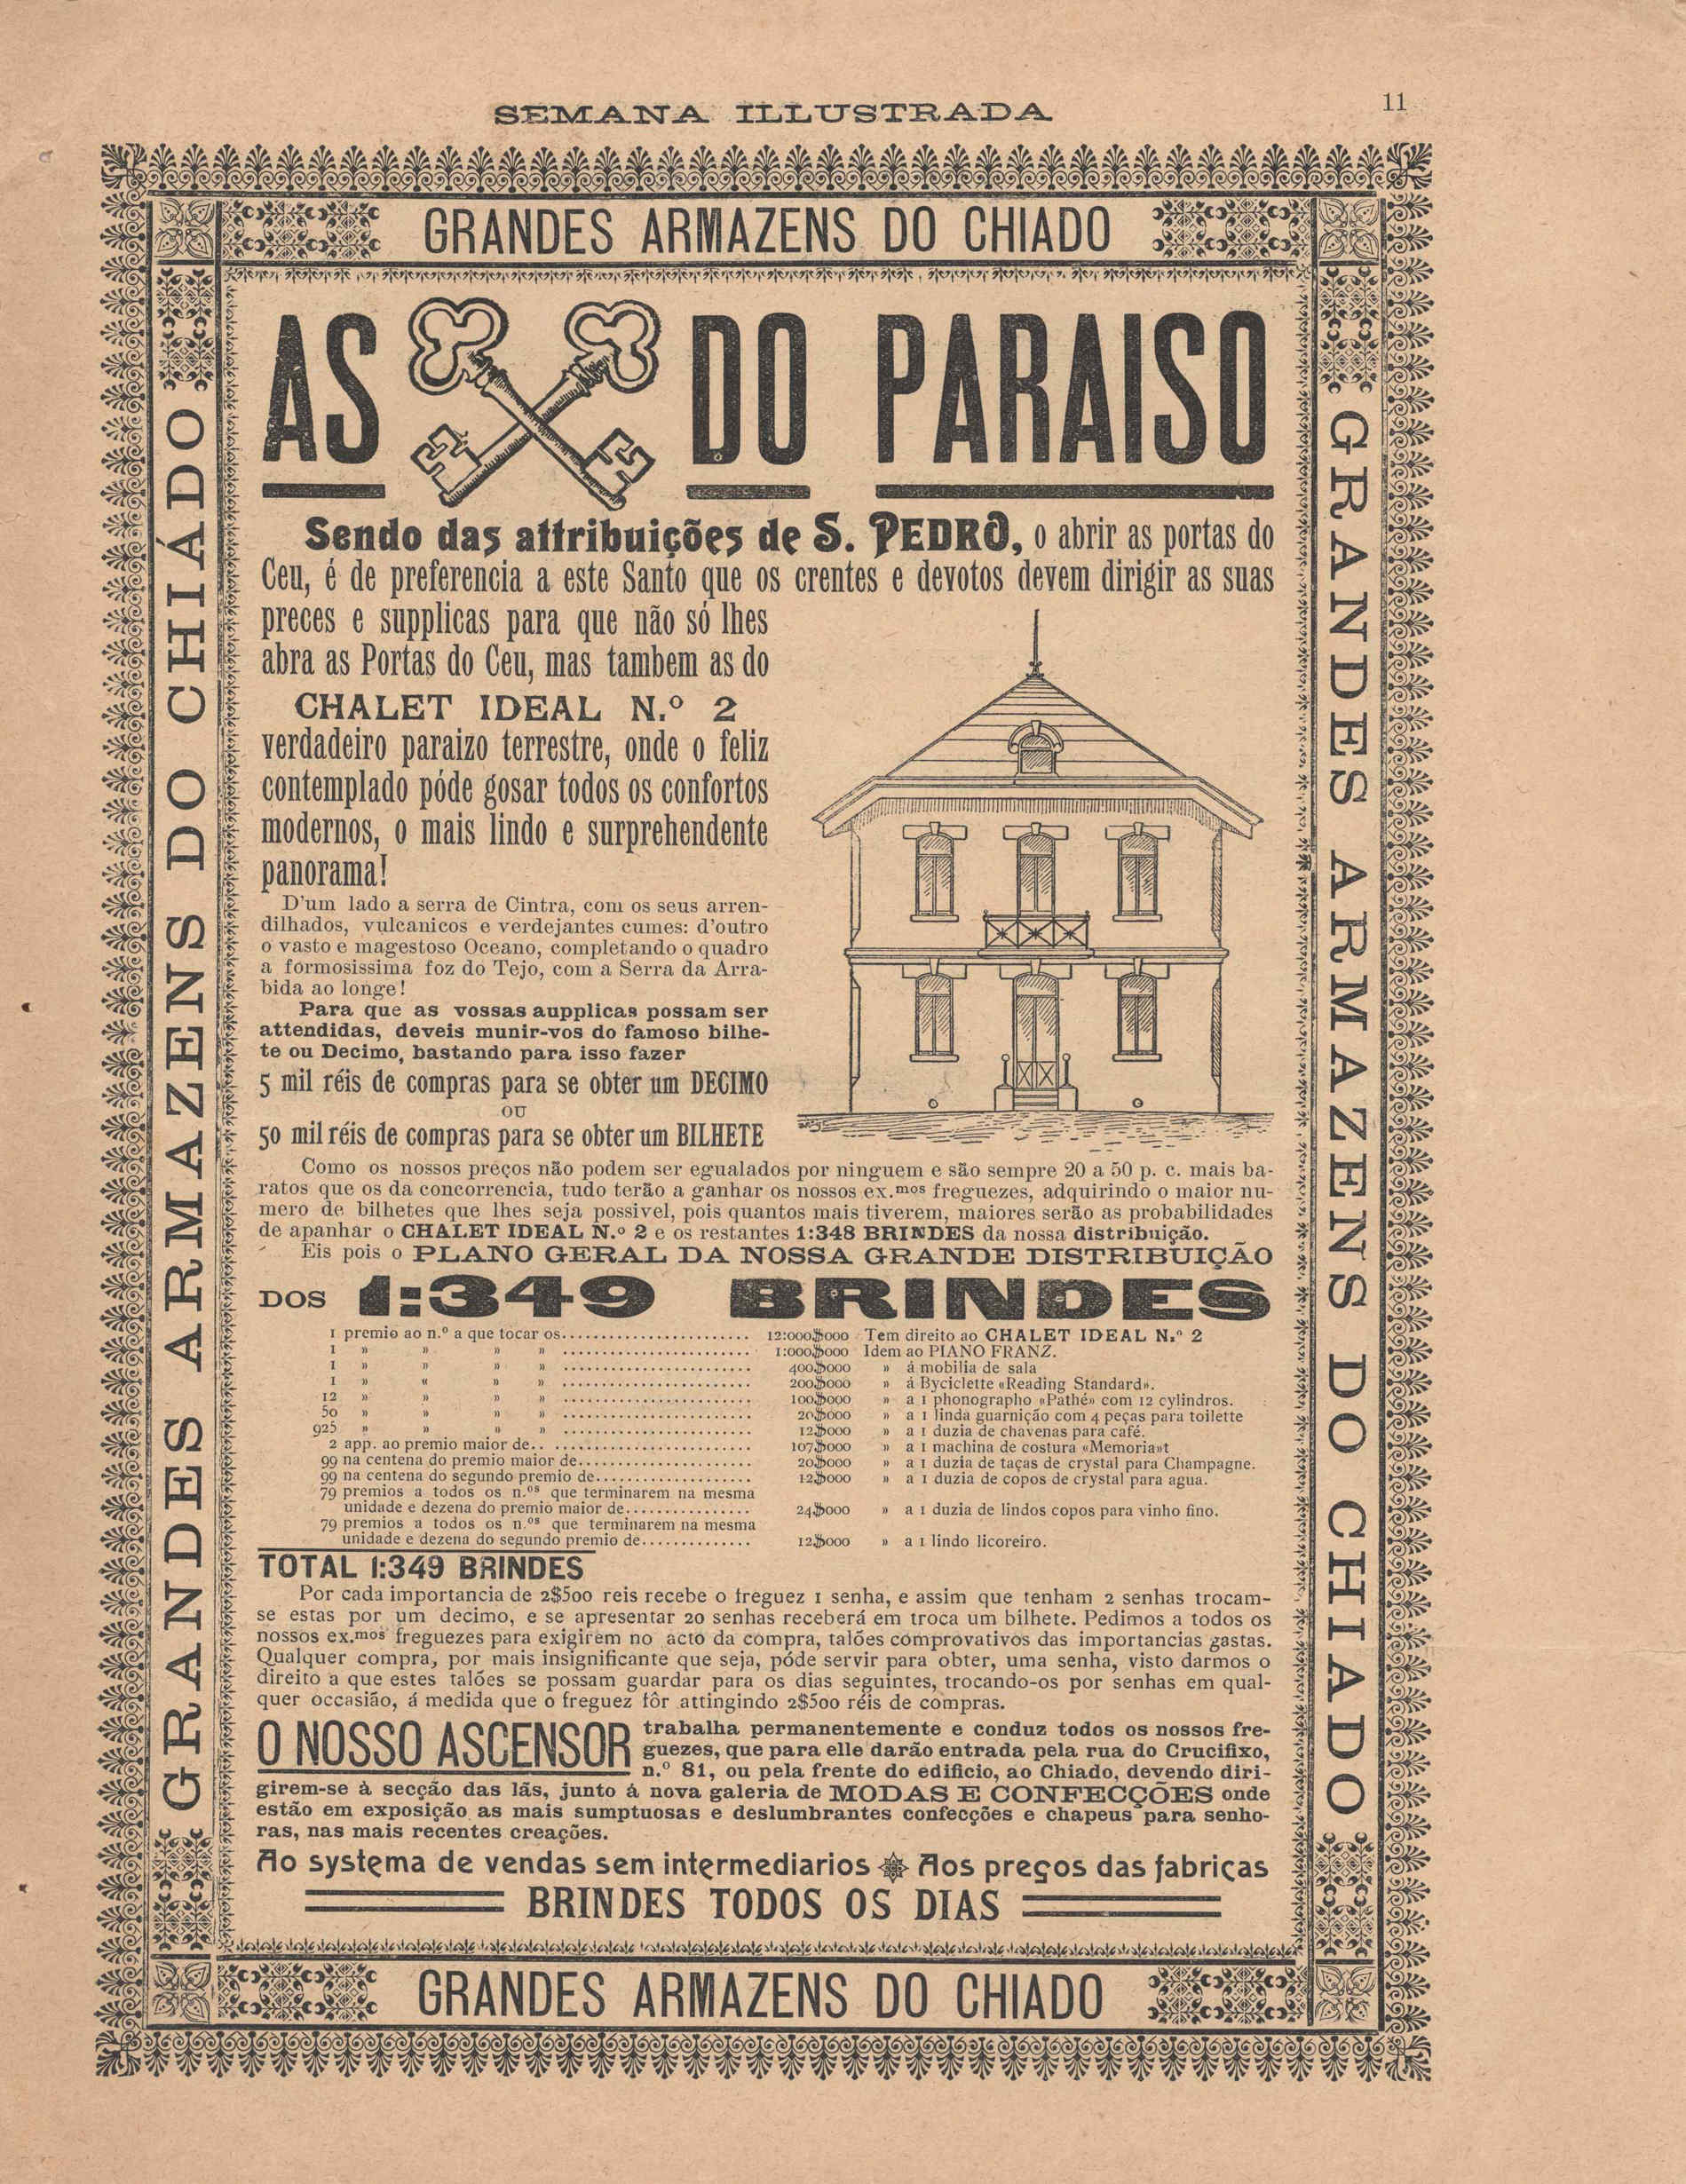 SEMANA ILLUSTRADA
11
GRANDES ARMAZENS DO CHIADO
GRANDES ARMAZENS DO CHIÁDO
GRANDES ARMAZENS DO CHIADO
AS DO PARAISO
Sendo das attribuições de S. PEDRO, o abrir as portas do
Ceu, é de preferencia a este Santo que os crentes e devotos devem dirigir as suas
preces e supplicas para que não só lhes
abra as Portas do Ceu, mas tambem as do
CHALET IDEAL N.º 2
verdadeiro paraizo terrestre, onde o feliz
contemplado póde gosar todos os confortos
modernos, o mais lindo e surprehendente
panorama!
D'um lado a serra de Cintra, com os seus arren-
dilhados, vulcanicos e verdejantes cumes: d'outro
o vasto e magestoso Oceano, completando o quadro
a formosissima foz do Tejo, com a Serra da Arra-
bida ao longe!
Para que as vossas aupplicas possam ser
attendidas, deveis munir-vos do famoso bilhe-
te ou Decimo, bastando para isso fazer
5 mil réis de compras para se obter um DECIMO
OU
50 mil réis de compras para se obter um BILHETE
Como os nossos preços não podem ser egualados por ninguem e são sempre 20 a 50 p. c. mais ba-
ratos que os da concorrencia, tudo terão a ganhar os nossos ex.mos freguezes, adquirindo o maior nu-
mero de bilhetes que lhes seja possivel, pois quantos mais tiverem, maiores serão as probabilidades
de apanhar o CHALET IDEAL N.º 2 e os restantes 1:348 BRINDES da nossa distribuição.
Eis pois o PLANO GERAL DA NOSSA GRANDE DISTRIBUIÇÃO
DOS 1:349 BRINDES
1 premio ao n.º a que tocar os........................ 12:000$000 Tem direito ao CHALET IDEAL N.º 2
1 » » » » ........................ 1:000$000 Idem ao PIANO FRANZ.
1 » » » » ........................ 400$000 » á mobilia de sala
1 » « » » ........................ 200$000 » á Byciclette «Reading Standard».
12 » » » » ........................ 100$000 » a 1 phonographo «Pathé» com 12 cylindros.
50 » » » » ........................ 20$000 » a 1 linda guarnição com 4 peças para toilette
925 » » » » ........................ 12$000 » a 1 duzia de chavenas para café.
2 app. ao premio maior de.. ........................ 107$000 » a 1 machina de costura «Memoria»t
99 na centena do premio maior de...................... 20$000 » a 1 duzia de taças de crystal para Champagne.
99 na centena do segundo premio de.................... 12$000 » a 1 duzia de copos de crystal para agua.
79 premios a todos os n.os que terminarem na mesma
unidade e dezena do premio maior de................ 24$000 » a 1 duzia de lindos copos para vinho fino.
79 premios a todos os n.os que terminarem na mesma
unidade e dezena do segundo premio de.............. 12$000 » a 1 lindo licoreiro.
TOTAL 1:349 BRINDES
Por cada importancia de 2$500 reis recebe o freguez 1 senha, e assim que tenham 2 senhas trocam-
se estas por um decimo, e se apresentar 20 senhas receberá em troca um bilhete. Pedimos a todos os
nossos ex.mos freguezes para exigirem no acto da compra, talões comprovativos das importancias gastas.
Qualquer compra, por mais insignificante que seja, póde servir para obter, uma senha, visto darmos o
direito a que estes talões se possam guardar para os dias seguintes, trocando-os por senhas em qual-
quer occasião, á medida que o freguez fôr attingindo 2$500 réis de compras.
O NOSSO ASCENSOR trabalha permanentemente e conduz todos os nossos fre-
guezes, que para elle darão entrada pela rua do Crucifixo,
n.º 81, ou pela frente do edificio, ao Chiado, devendo diri-
girem-se à secção das lãs, junto á nova galeria de MODAS E CONFECÇÕES onde
estão em exposição as mais sumptuosas e deslumbrantes confecções e chapeus para senho-
ras, nas mais recentes creações.
Ao systema de vendas sem intermediarios Aos preços das fabricas
BRINDES TODOS OS DIAS
GRANDES ARMAZENS DO CHIADO